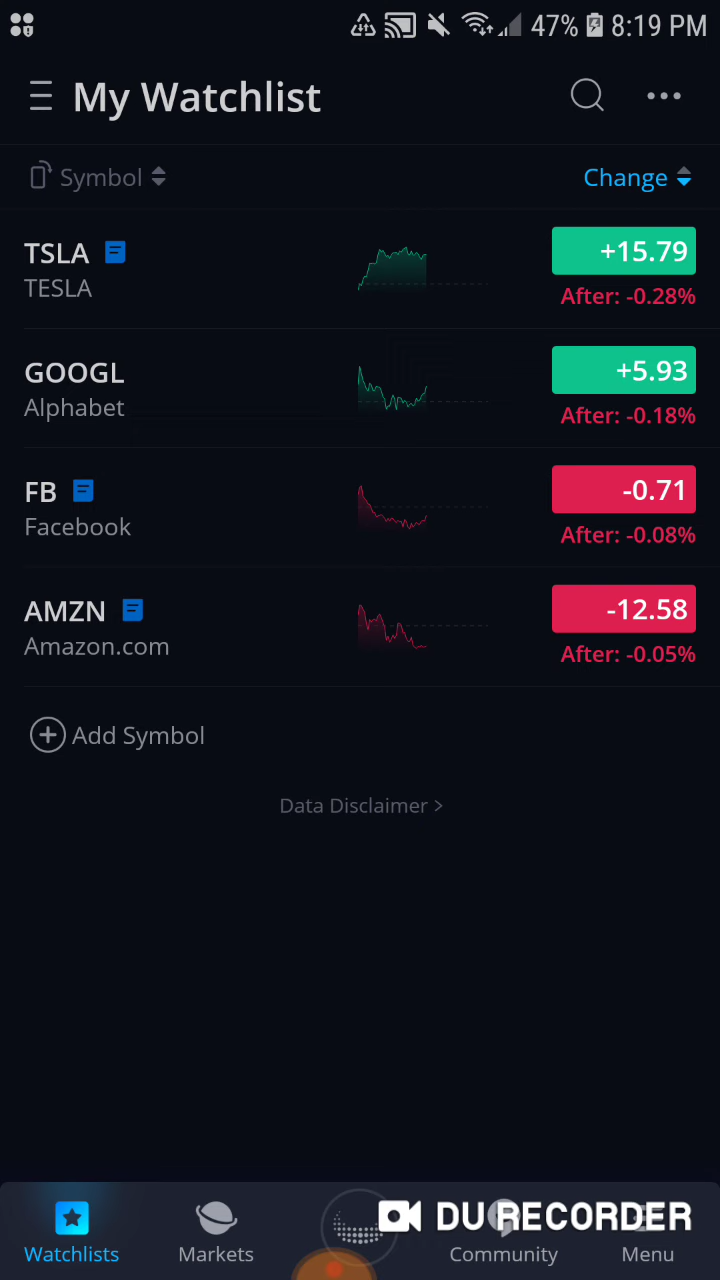 47% 8:19 PM
My Watchlist
Symbol Change
TSLA +15.79
TESLA After: -0.28%
GOOGL +5.93
Alphabet After: -0.18%
FB -0.71
Facebook After: -0.08%
AMZN -12.58
Amazon.com After: -0.05%
Add Symbol
Data Disclaimer >
DU RECORDER
Watchlists Markets Community Menu